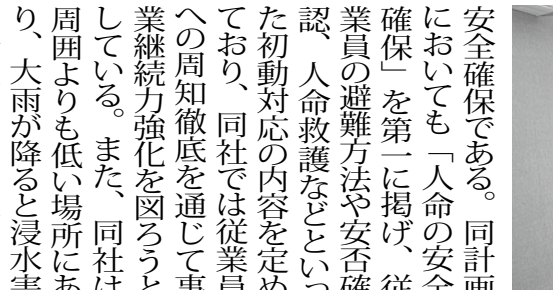 安全確保である。同計画
においても「人命の安全
確保」を第一に掲げ、従
業員の避難方法や安否確
認、人命救護などといっ
た初動対応の内容を定め
ており、同社では従業員
への周知徹底を通じて事
業継続力強化を図ろうと
している。また、同社は
周囲よりも低い場所にあ
り、大雨が降ると浸水害